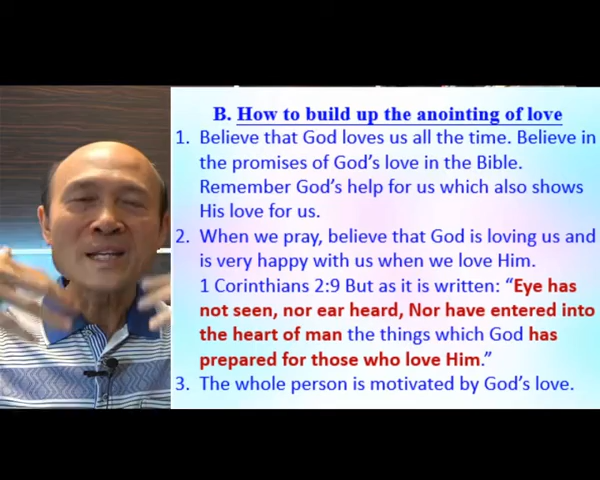 B. How to build up the anointing of love
1. Believe that God loves us all the time. Believe in
the promises of God's love in the Bible.
Remember God's help for us which also shows
His love for us.
2. When we pray, believe that God is loving us and
is very happy with us when we love Him.
1 Corinthians 2:9 But as it is written: “Eye has
not seen, nor ear heard, Nor have entered into
the heart of man the things which God has
prepared for those who love Him.”
3. The whole person is motivated by God's love.